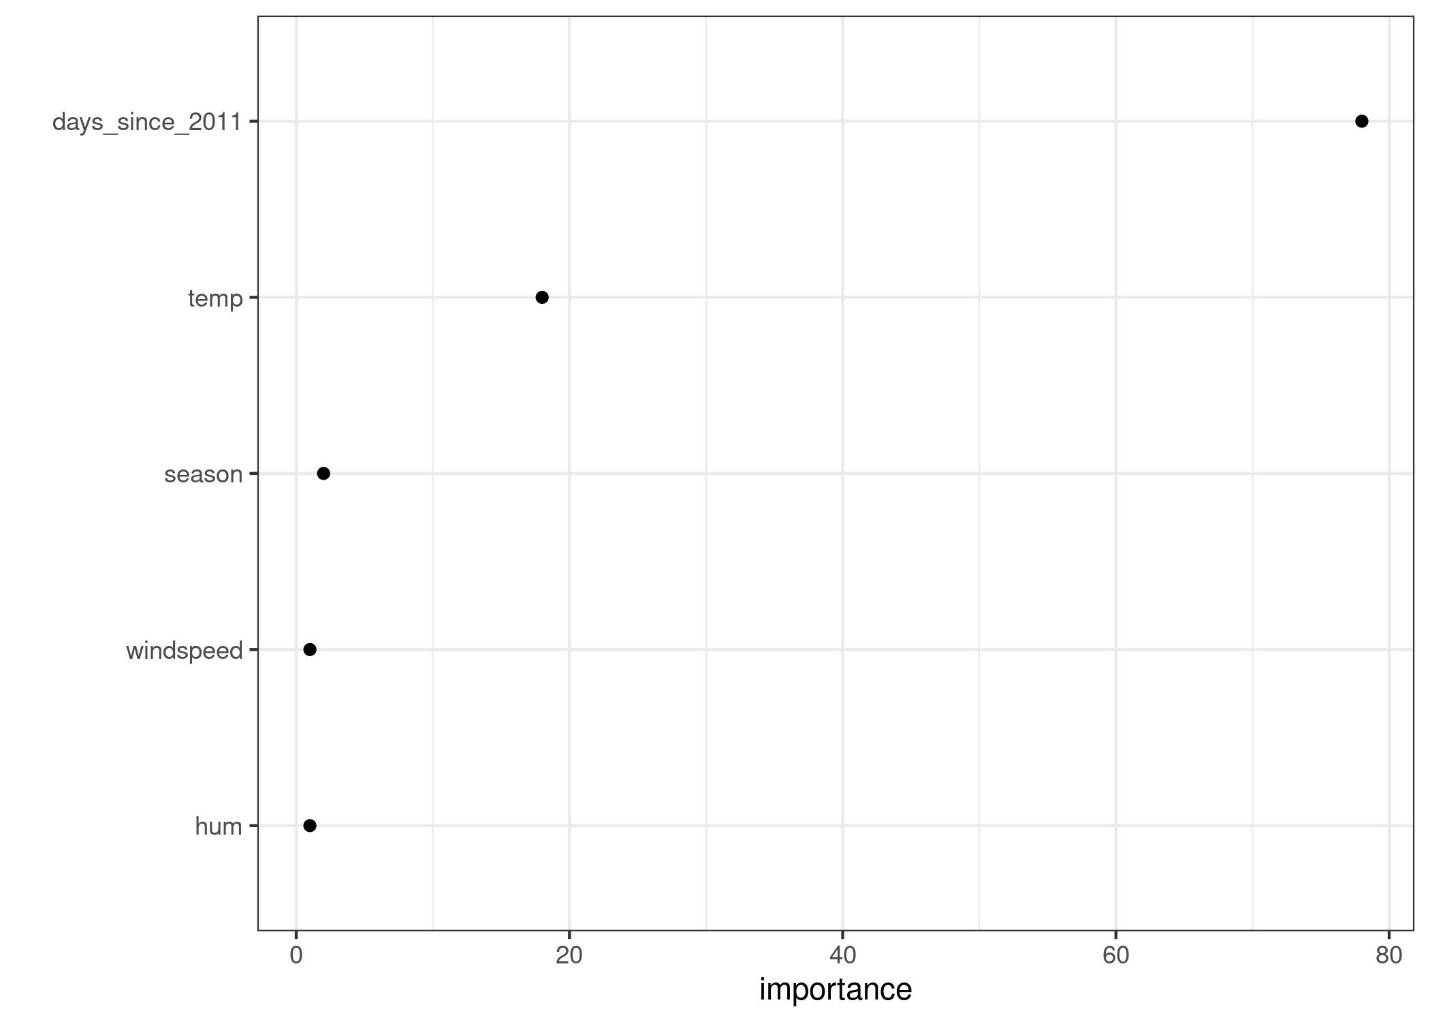 days_since_2011
temp
season
windspeed
hum
0 20 40 60 80
importance